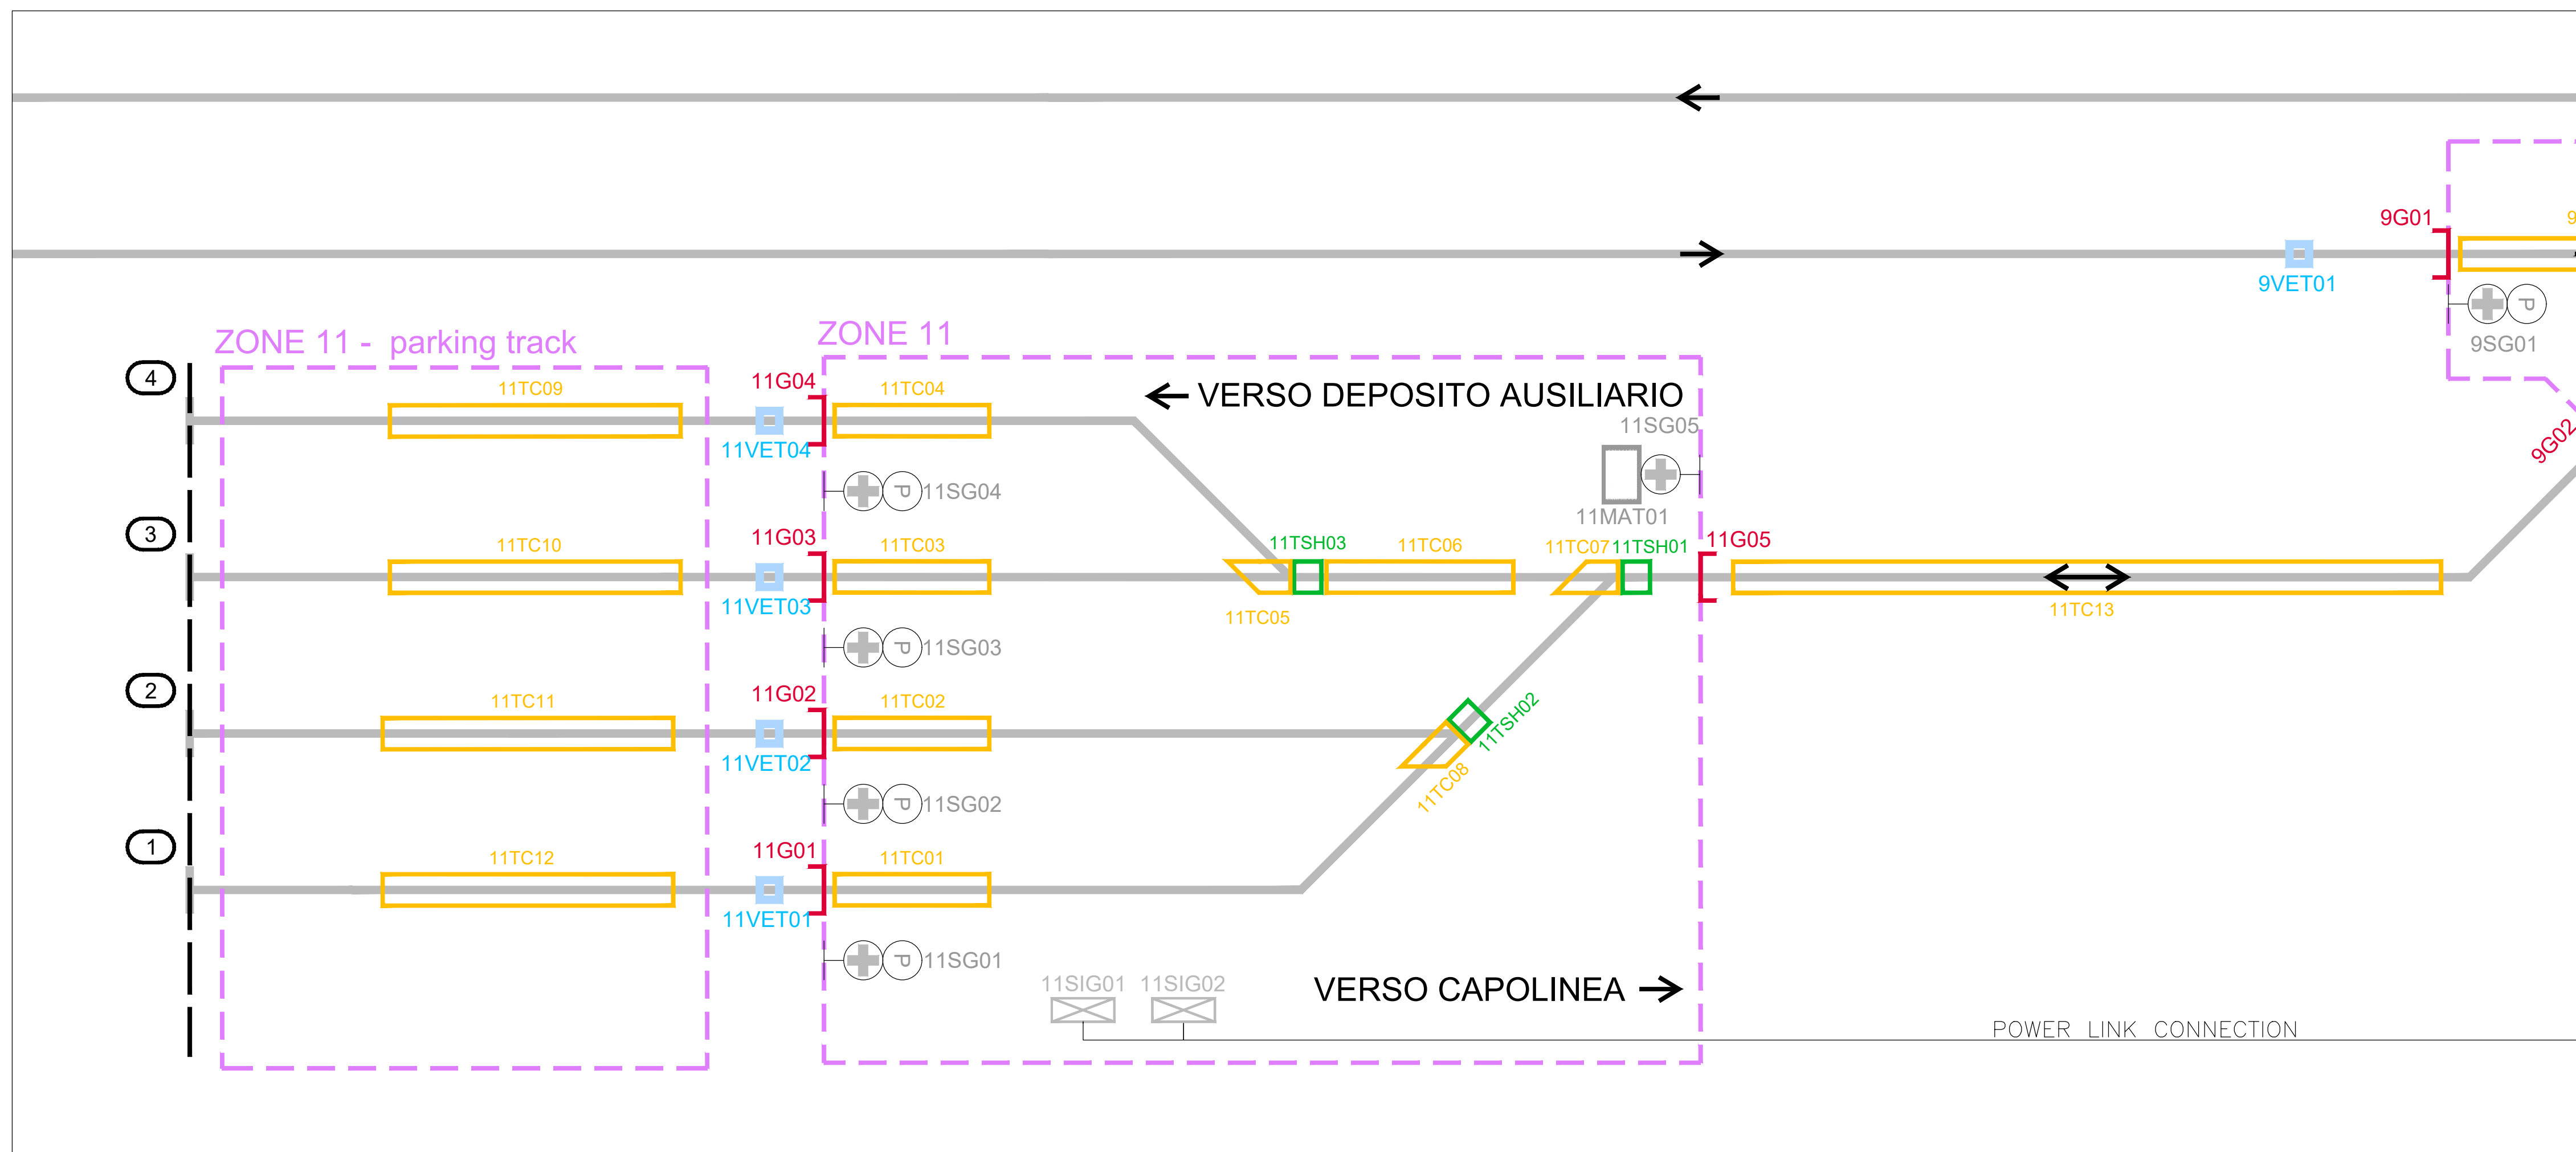 9G01
9
9VET01
P
9SG01
9G02
ZONE 11 - parking track
ZONE 11
4
11TC09
11G04
11TC04
VERSO DEPOSITO AUSILIARIO
11VET04
11SG05
P
11SG04
11MAT01
3
11TC10
11G03
11TC03
11TSH03
11TC06
11TC07
11TSH01
11G05
11VET03
11TC05
11TC13
P
11SG03
2
11TC11
11G02
11TC02
11TSH02
11VET02
11TC08
P
11SG02
1
11TC12
11G01
11TC01
11VET01
P
11SG01
11SIG01
11SIG02
VERSO CAPOLINEA
POWER LINK CONNECTION